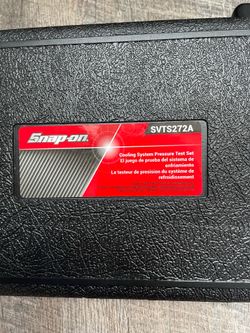 SVTS272A
Snap-on
Cooling System Pressure Test Set
El juego de prueba del sistema de
enfriamiento
Le testeur de precision du système de
refroidissement